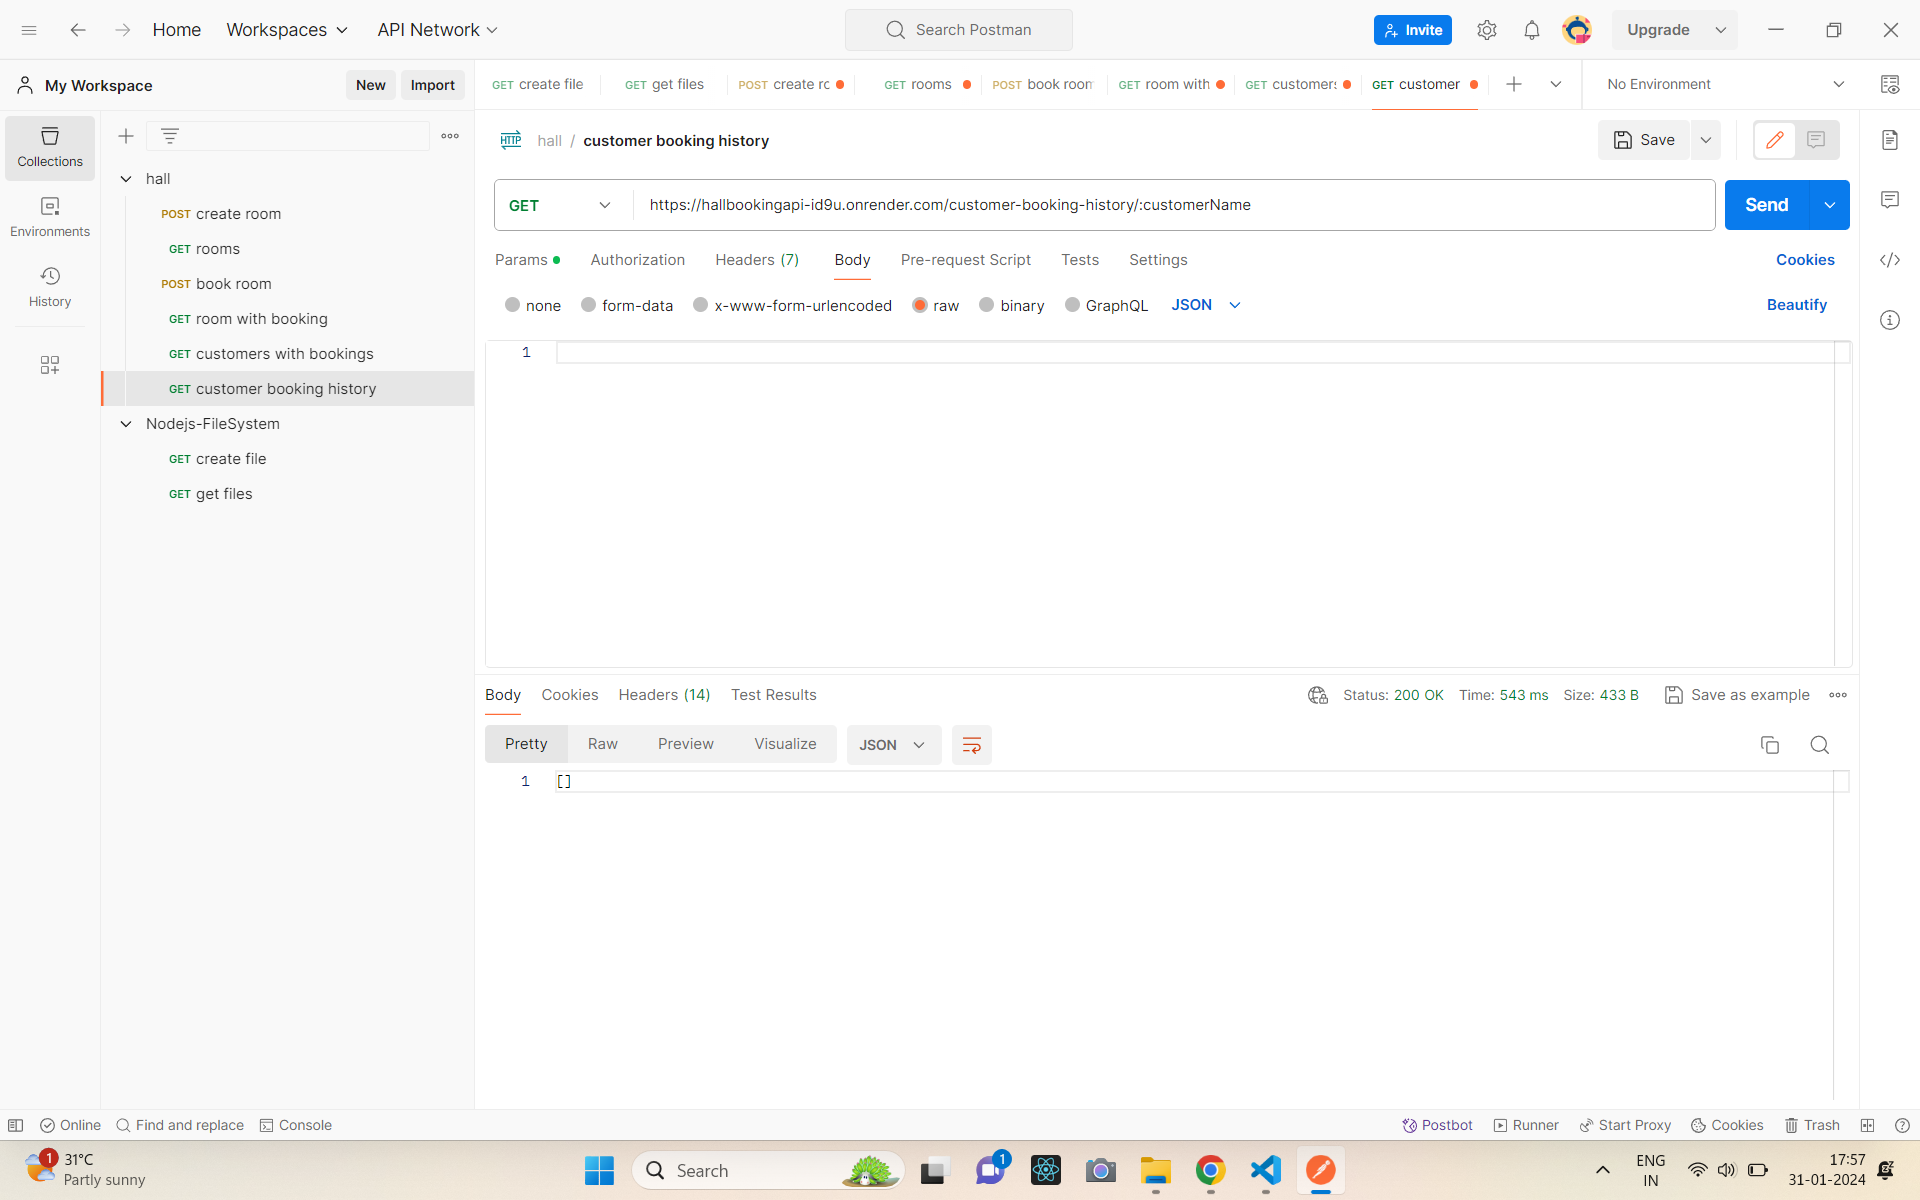 Home Workspaces API Network Search Postman Invite Upgrade
My Workspace New Import GET create file GET get files POST create rc GET rooms POST book room GET room with GET customers GET customer No Environment
Collections
HTTP hall / customer booking history Save
hall
POST create room
GET https://hallbookingapi-id9u.onrender.com/customer-booking-history/:customerName Send
Environments
GET rooms
Params Authorization Headers (7) Body Pre-request Script Tests Settings Cookies
History
POST book room
none form-data x-www-form-urlencoded raw binary GraphQL JSON Beautify
GET room with booking
1
GET customers with bookings
GET customer booking history
Nodejs-FileSystem
GET create file
GET get files
Body Cookies Headers (14) Test Results Status: 200 OK Time: 543 ms Size: 433 B Save as example
Pretty Raw Preview Visualize JSON
1 []
Online Find and replace Console Postbot Runner Start Proxy Cookies Trash
1 31°C
Partly sunny
Search 1
ENG
IN
17:57
31-01-2024